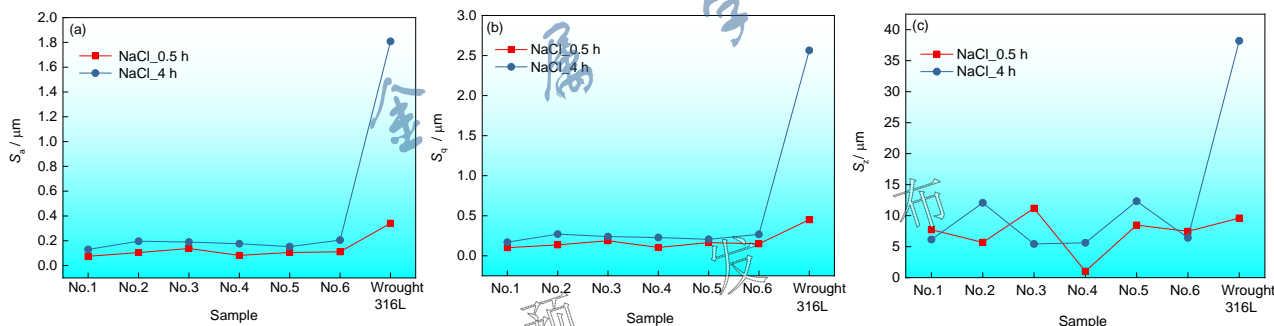 (a)
NaCl_0.5 h
NaCl_4 h
2.0
1.8
1.6
1.4
1.2
1.0
0.8
0.6
0.4
0.2
0.0
Sa / μm
No.1 No.2 No.3 No.4 No.5 No.6 Wrought
316L
Sample
(b)
NaCl_0.5 h
NaCl_4 h
3.0
2.5
2.0
1.5
1.0
0.5
0.0
Sq / μm
No.1 No.2 No.3 No.4 No.5 No.6 Wrought
316L
Sample
(c)
NaCl_0.5 h
NaCl_4 h
40
35
30
25
20
15
10
5
0
Sz/ μm
No.1 No.2 No.3 No.4 No.5 No.6 Wrought
316L
Sample
金
属
学